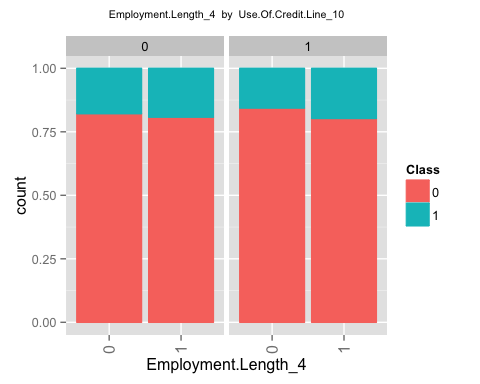 Employment.Length_4 by Use.Of.Credit.Line_10
0 1
1.00
0.75
0.50
0.25
0.00
count
0 1 0 1
Employment.Length_4
Class
0
1